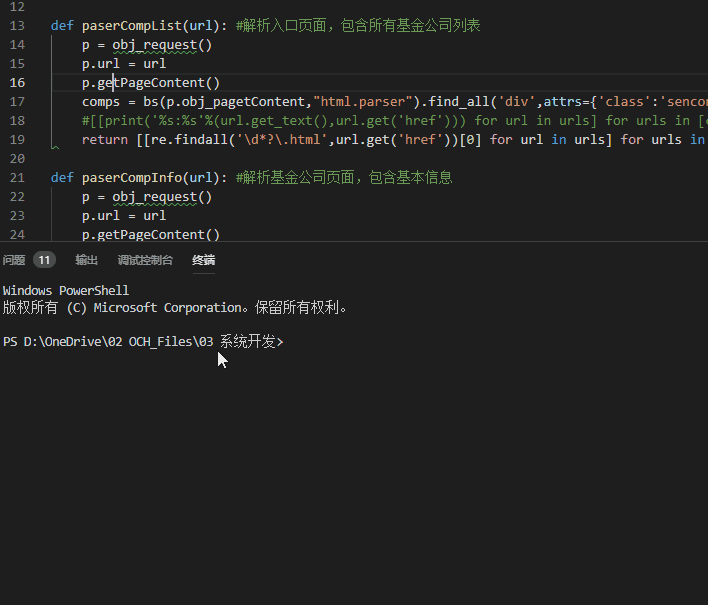 12
13 def paserCompList(url): #解析入口页面，包含所有基金公司列表
14 p = obj_request()
15 p.url = url
16 p.getPageContent()
17 comps = bs(p.obj_pagetContent,"html.parser").find_all('div',attrs={'class':'sencon
18 #[[print('%s:%s'%(url.get_text(),url.get('href'))) for url in urls] for urls in [c
19 return [[re.findall('\d*?\.html',url.get('href'))[0] for url in urls] for urls in
20
21 def paserCompInfo(url): #解析基金公司页面，包含基本信息
22 p = obj_request()
23 p.url = url
24 p.getPageContent()
问题 11 输出 调试控制台 终端
Windows PowerShell
版权所有 (C) Microsoft Corporation。保留所有权利。
PS D:\OneDrive\02 OCH_Files\03 系统开发>